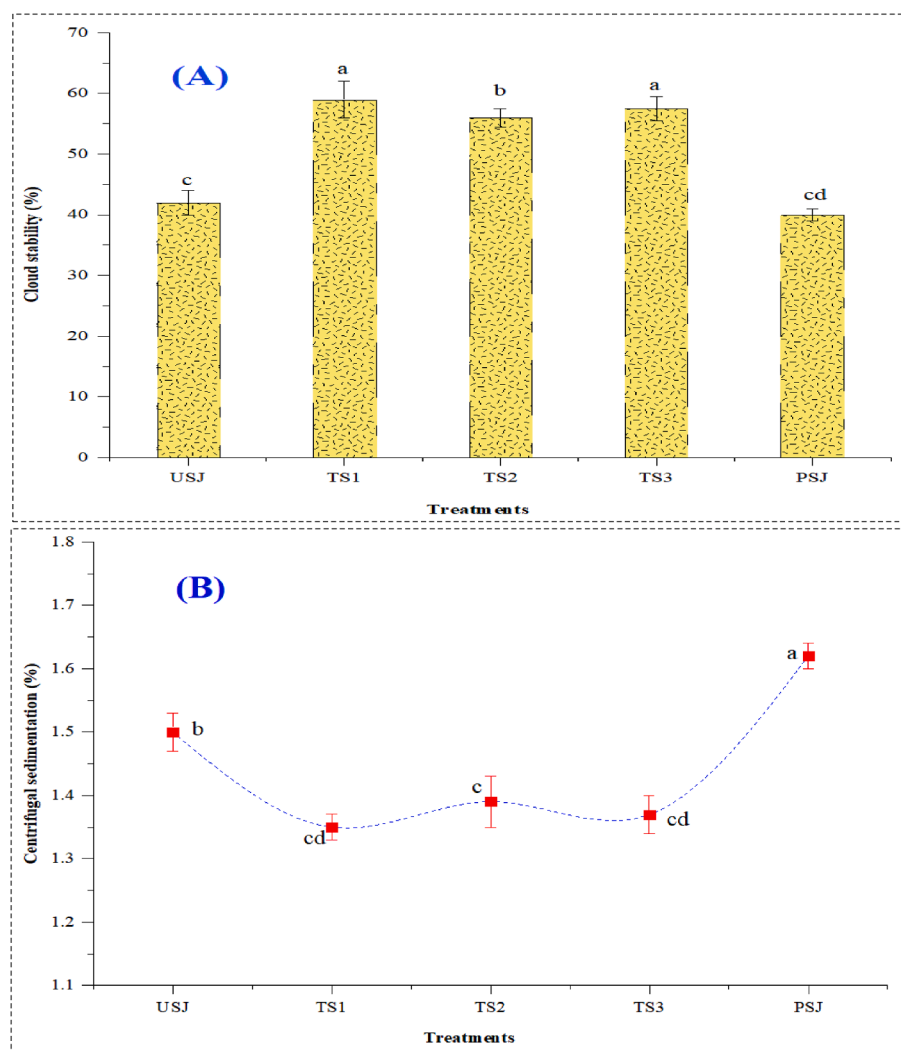 (A)
Cloud stability (%)
70
60
50
40
30
20
10
0
c
a
b
a
cd
USJ TS1 TS2 TS3 PSJ
Treatments
(B)
Centrifugal sedimentation (%)
1.8
1.7
1.6
1.5
1.4
1.3
1.2
1.1
b
cd
c
cd
a
USJ TS1 TS2 TS3 PSJ
Treatments